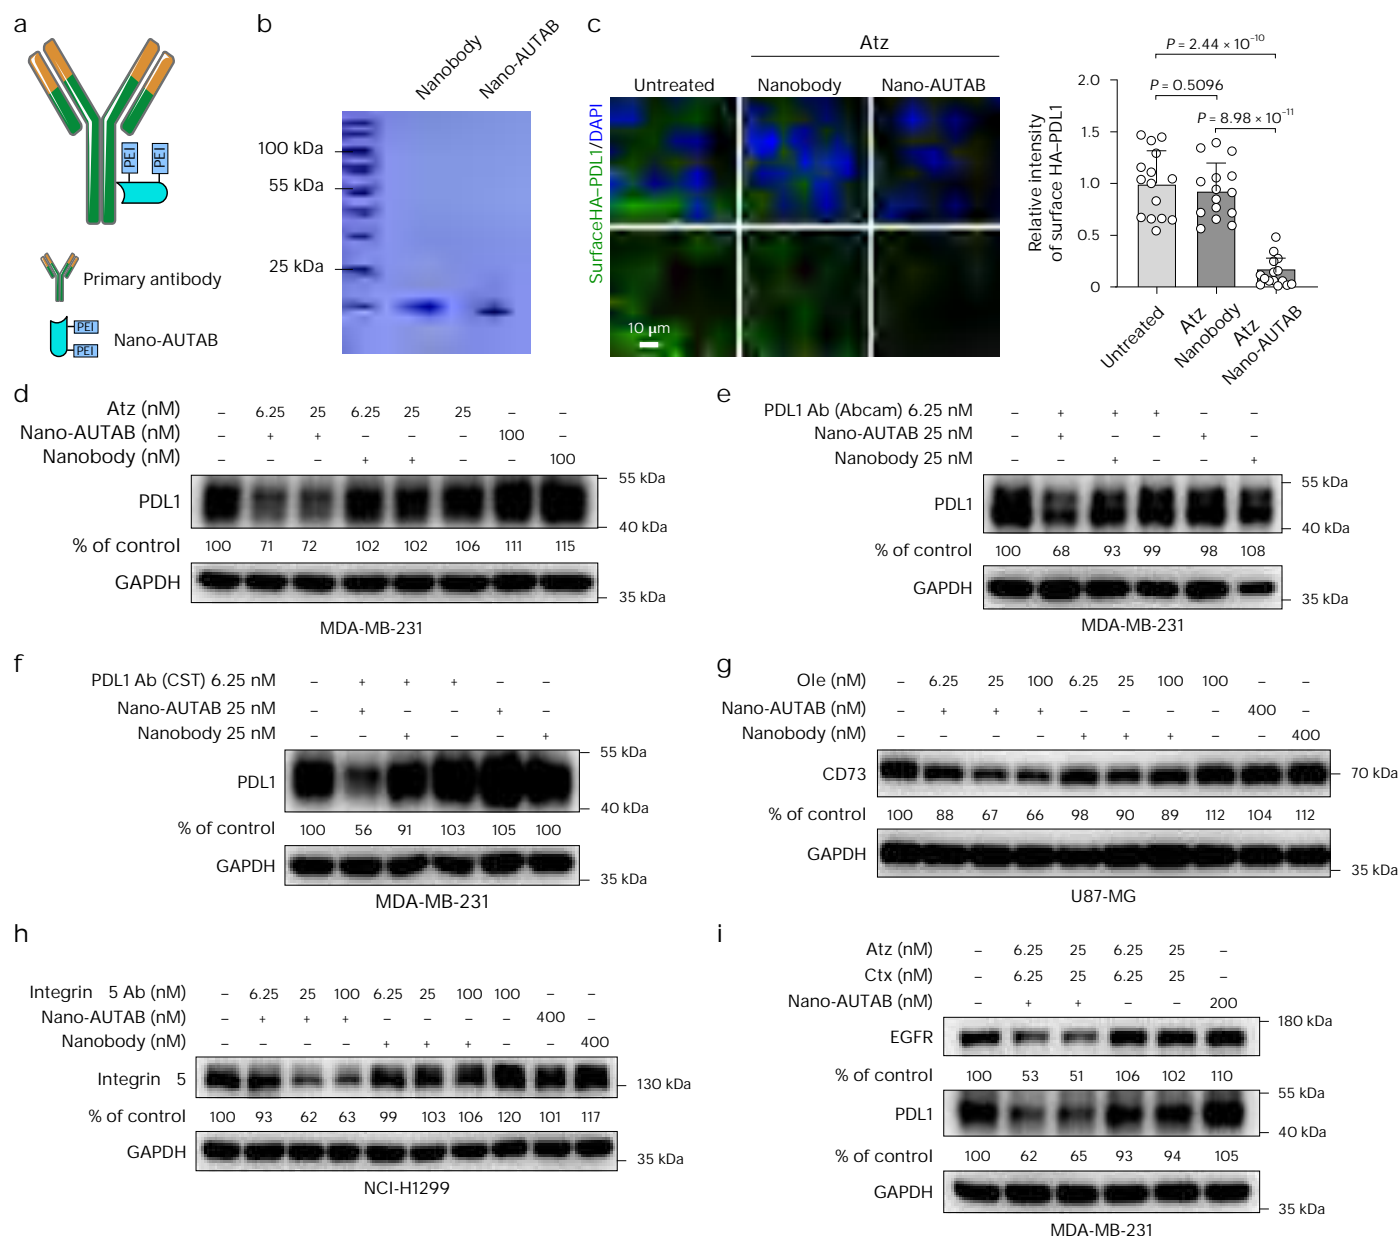 a
PEI PEI
Primary antibody
PEI
PEI
Nano-AUTAB
b
Nanobody
Nano-AUTAB
100 kDa
55 kDa
25 kDa
c
Atz
Untreated Nanobody Nano-AUTAB
SurfaceHA–PDL1/DAPI
10 μm
P = 2.44 × 10⁻¹⁰
P = 0.5096
P = 8.98 × 10⁻¹¹
Relative intensity
of surface HA–PDL1
2.0
1.5
1.0
0.5
0
Untreated
Atz
Nanobody
Atz
Nano-AUTAB
d
Atz (nM) – 6.25 25 6.25 25 25 – –
Nano-AUTAB (nM) – + + – – – 100 –
Nanobody (nM) – – – + + – – 100
PDL1
55 kDa
40 kDa
% of control 100 71 72 102 102 106 111 115
GAPDH
35 kDa
MDA-MB-231
e
PDL1 Ab (Abcam) 6.25 nM – + + + – –
Nano-AUTAB 25 nM – + – – + –
Nanobody 25 nM – – + – – +
PDL1
55 kDa
40 kDa
% of control 100 68 93 99 98 108
GAPDH
35 kDa
MDA-MB-231
f
PDL1 Ab (CST) 6.25 nM – + + + – –
Nano-AUTAB 25 nM – + – – + –
Nanobody 25 nM – – + – – +
PDL1
55 kDa
40 kDa
% of control 100 56 91 103 105 100
GAPDH
35 kDa
MDA-MB-231
g
Ole (nM) – 6.25 25 100 6.25 25 100 100 – –
Nano-AUTAB (nM) – + + + – – – – 400 –
Nanobody (nM) – – – – + + + – – 400
CD73
70 kDa
% of control 100 88 67 66 98 90 89 112 104 112
GAPDH
35 kDa
U87-MG
h
Integrin 5 Ab (nM) – 6.25 25 100 6.25 25 100 100 – –
Nano-AUTAB (nM) – + + + – – – – 400 –
Nanobody (nM) – – – – + + + – – 400
Integrin 5
130 kDa
% of control 100 93 62 63 99 103 106 120 101 117
GAPDH
35 kDa
NCI-H1299
i
Atz (nM) – 6.25 25 6.25 25 –
Ctx (nM) – 6.25 25 6.25 25 –
Nano-AUTAB (nM) – + + – – 200
EGFR
180 kDa
% of control 100 53 51 106 102 110
PDL1
55 kDa
40 kDa
% of control 100 62 65 93 94 105
GAPDH
35 kDa
MDA-MB-231